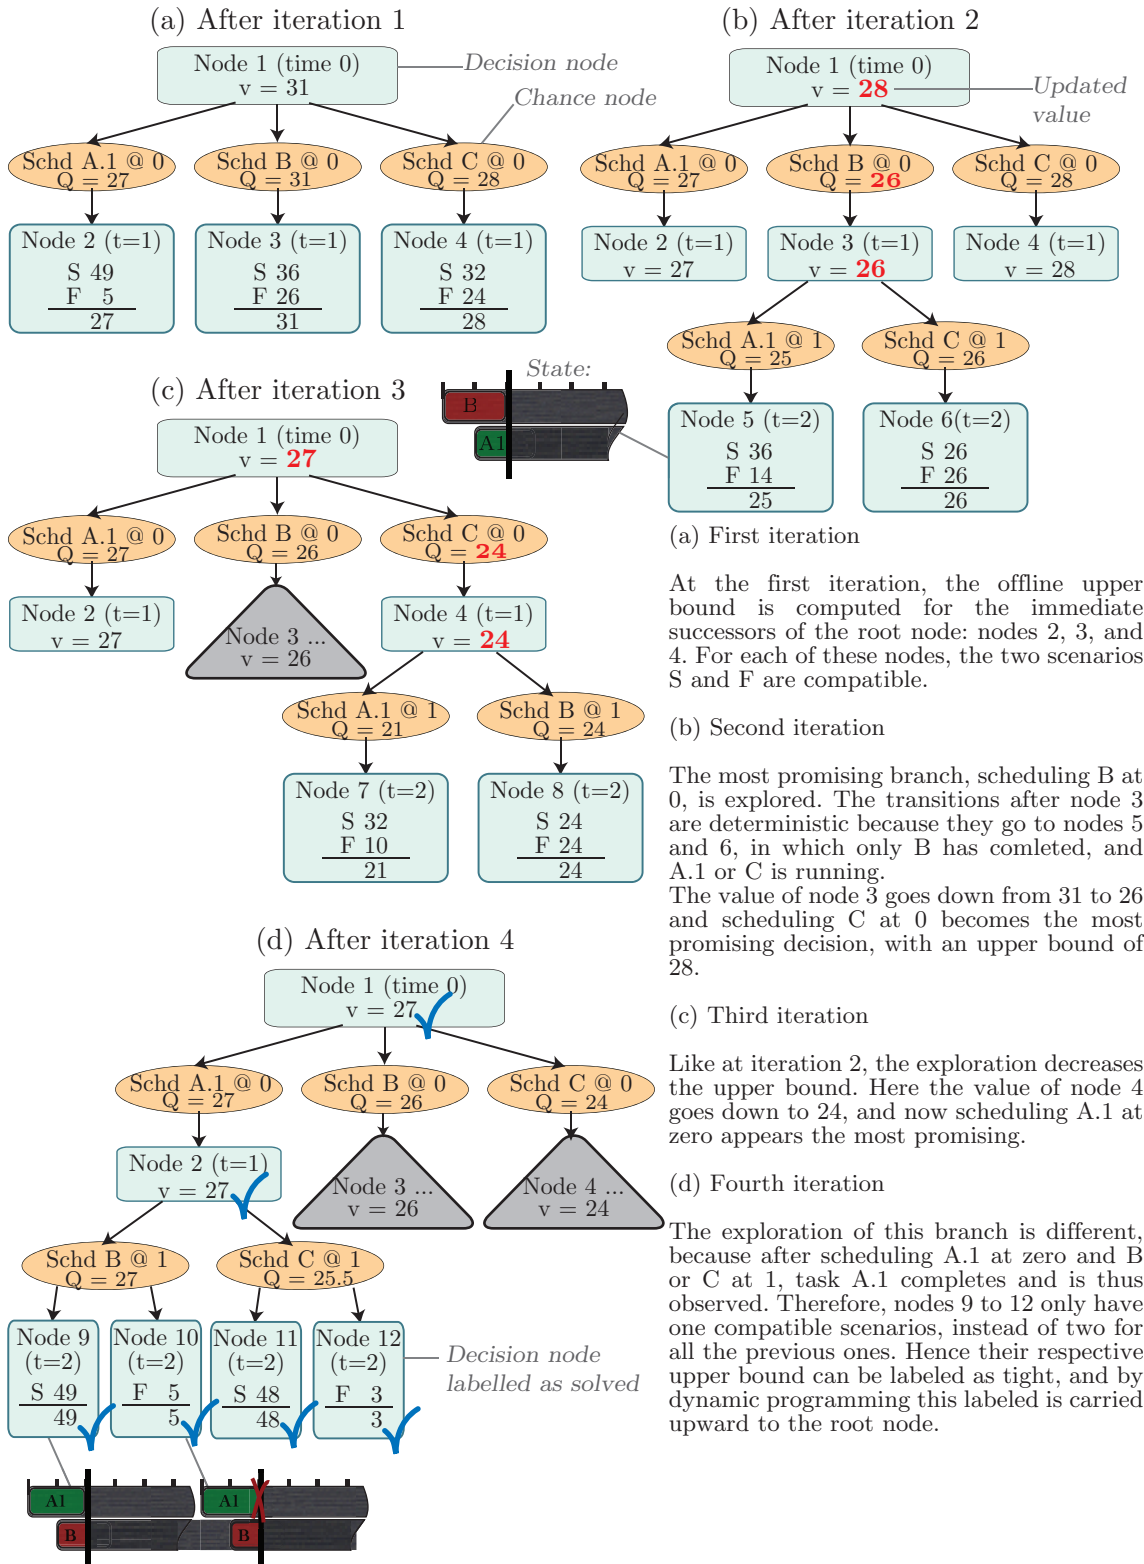 (a) After iteration 1
Node 1 (time 0)
v = 31
Decision node
Chance node
Schd A.1 @ 0
Q = 27
Schd B @ 0
Q = 31
Schd C @ 0
Q = 28
Node 2 (t=1)
S 49
F 5
27
Node 3 (t=1)
S 36
F 26
31
Node 4 (t=1)
S 32
F 24
28
(b) After iteration 2
Node 1 (time 0)
v = 28
Updated
value
Schd A.1 @ 0
Q = 27
Schd B @ 0
Q = 26
Schd C @ 0
Q = 28
Node 2 (t=1)
v = 27
Node 3 (t=1)
v = 26
Node 4 (t=1)
v = 28
Schd A.1 @ 1
Q = 25
Schd C @ 1
Q = 26
State:
B
A1
Node 5 (t=2)
S 36
F 14
25
Node 6(t=2)
S 26
F 26
26
(c) After iteration 3
Node 1 (time 0)
v = 27
Schd A.1 @ 0
Q = 27
Schd B @ 0
Q = 26
Schd C @ 0
Q = 24
Node 2 (t=1)
v = 27
Node 3 ...
v = 26
Node 4 (t=1)
v = 24
Schd A.1 @ 1
Q = 21
Schd B @ 1
Q = 24
Node 7 (t=2)
S 32
F 10
21
Node 8 (t=2)
S 24
F 24
24
(d) After iteration 4
Node 1 (time 0)
v = 27
Schd A.1 @ 0
Q = 27
Schd B @ 0
Q = 26
Schd C @ 0
Q = 24
Node 2 (t=1)
v = 27
Node 3 ...
v = 26
Node 4 ...
v = 24
Schd B @ 1
Q = 27
Schd C @ 1
Q = 25.5
Node 9
(t=2)
S 49
49
Node 10
(t=2)
F 5
5
Node 11
(t=2)
S 48
48
Node 12
(t=2)
F 3
3
Decision node
labelled as solved
A1
B
A1
B
(a) First iteration
At the first iteration, the offline upper
bound is computed for the immediate
successors of the root node: nodes 2, 3, and
4. For each of these nodes, the two scenarios
S and F are compatible.
(b) Second iteration
The most promising branch, scheduling B at
0, is explored. The transitions after node 3
are deterministic because they go to nodes 5
and 6, in which only B has comleted, and
A.1 or C is running.
The value of node 3 goes down from 31 to 26
and scheduling C at 0 becomes the most
promising decision, with an upper bound of
28.
(c) Third iteration
Like at iteration 2, the exploration decreases
the upper bound. Here the value of node 4
goes down to 24, and now scheduling A.1 at
zero appears the most promising.
(d) Fourth iteration
The exploration of this branch is different,
because after scheduling A.1 at zero and B
or C at 1, task A.1 completes and is thus
observed. Therefore, nodes 9 to 12 only have
one compatible scenarios, instead of two for
all the previous ones. Hence their respective
upper bound can be labeled as tight, and by
dynamic programming this labeled is carried
upward to the root node.